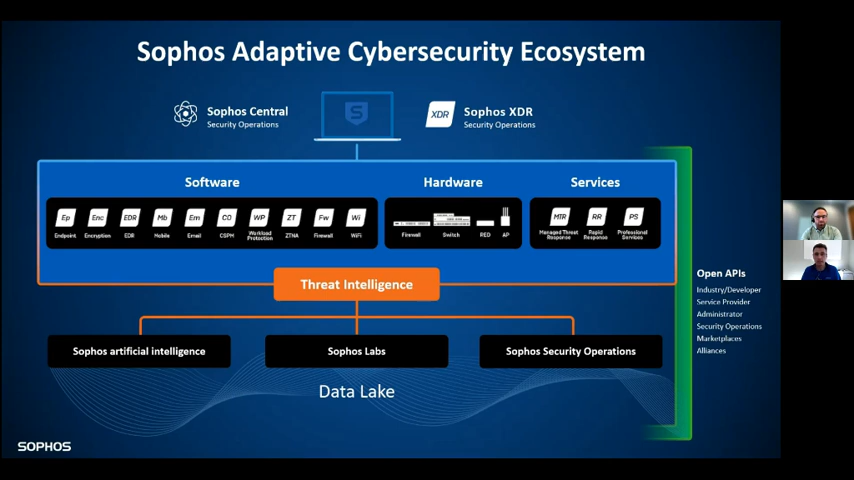 Sophos Adaptive Cybersecurity Ecosystem
Sophos Central
Security Operations
S
XDR
Sophos XDR
Security Operations
Software
Hardware
Services
Ep
Enc
EDR
Mb
Em
CO
WP
ZT
Fw
Wi
Endpoint
Encryption
EDR
Mobile
Email
CSPM
Workload
Protection
ZTNA
Firewall
WiFi
Firewall
Switch
RED
AP
MTR
RR
PS
Managed Threat
Response
Rapid
Response
Professional
Services
Threat Intelligence
Sophos artificial intelligence
Sophos Labs
Sophos Security Operations
Data Lake
Open APIs
Industry/Developer
Service Provider
Administrator
Security Operations
Marketplaces
Alliances
SOPHOS